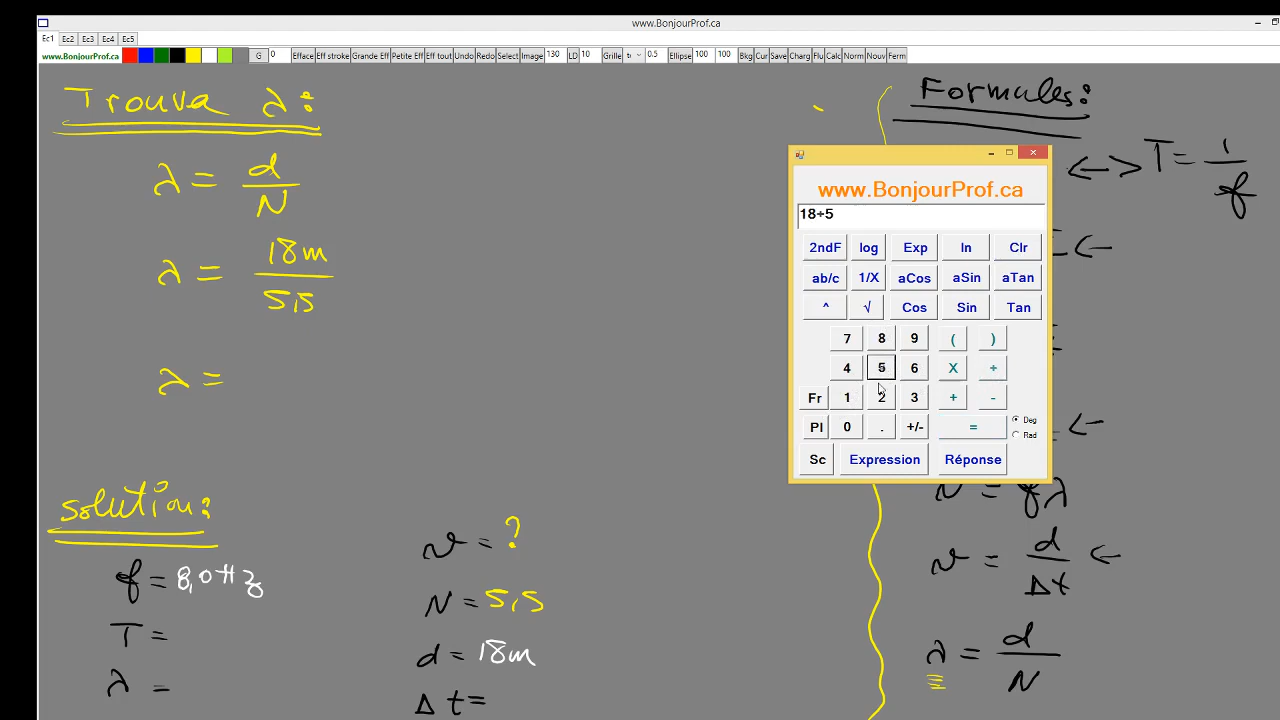 www.BonjourProf.ca
Ec1 Ec2 Ec3 Ec4 Ec5
www.BonjourProf.ca G 0 Efface Eff stroke Grande Eff Petite Eff Eff tout Undo Redo Select Image 130 LD 10 Grille 0.5 Ellipse 100 100 Bkg Cur Save Charg Flu Calc Norm Nouv Ferm
Trouva λ:
λ = d/N
λ = 18m/5,5
λ =
Formules:
<-> T = 1/f
www.BonjourProf.ca
18÷5
2ndF log Exp ln Clr
ab/c 1/X aCos aSin aTan
^ √ Cos Sin Tan
7 8 9 ( )
4 5 6 X ÷
Fr 1 2 3 + - Deg
PI 0 . +/- = Rad
Sc Expression Réponse
v = fλ
v = d/Δt ←
λ = d/N
solution:
f = 8,0Hz
T =
λ =
v = ?
N = 5,5
d = 18m
Δt =